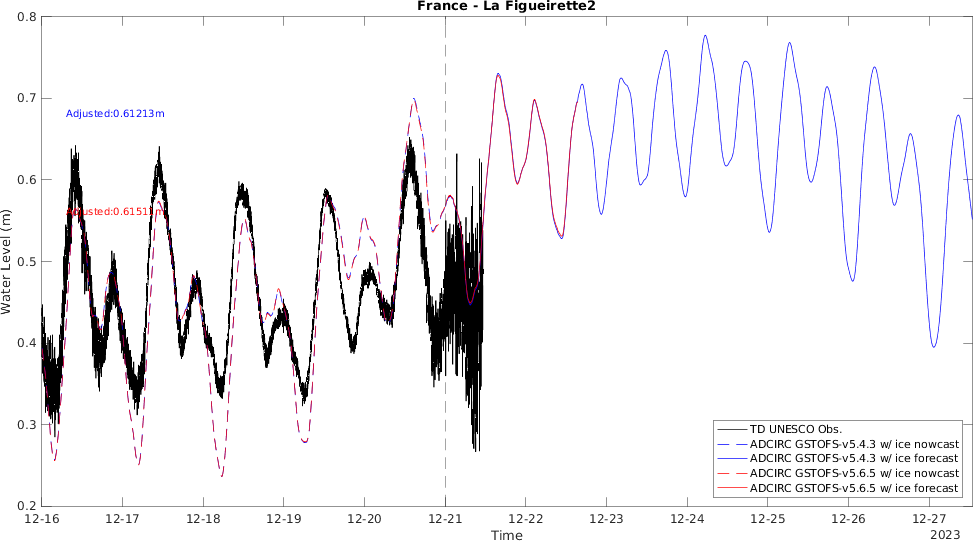 France - La Figueirette2
0.8
0.7
0.6
0.5
0.4
0.3
0.2
Water Level (m)
Adjusted:0.61213m
Adjusted:0.61511m
TD UNESCO Obs.
ADCIRC GSTOFS-v5.4.3 w/ ice nowcast
ADCIRC GSTOFS-v5.4.3 w/ ice forecast
ADCIRC GSTOFS-v5.6.5 w/ ice nowcast
ADCIRC GSTOFS-v5.6.5 w/ ice forecast
12-16 12-17 12-18 12-19 12-20 12-21 12-22 12-23 12-24 12-25 12-26 12-27
2023
Time